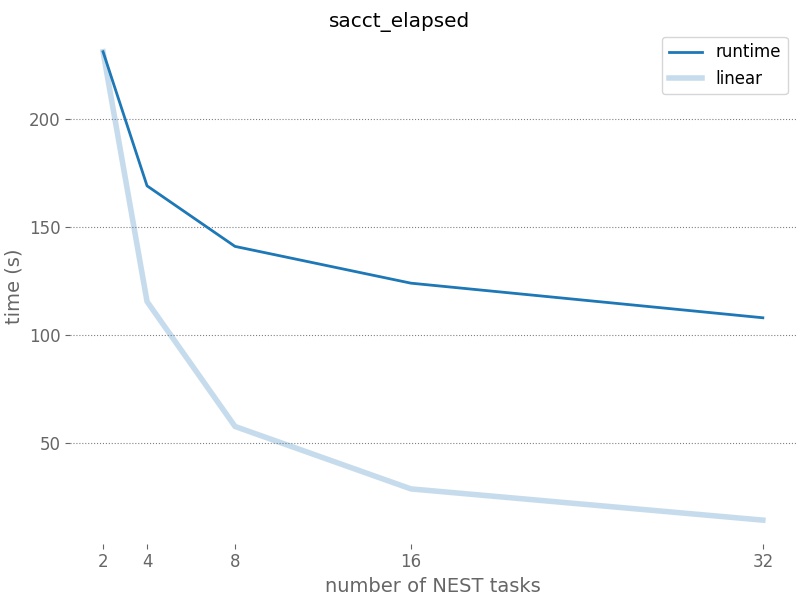 sacct_elapsed
runtime
linear
200
150
100
50
time (s)
2 4 8 16 32
number of NEST tasks